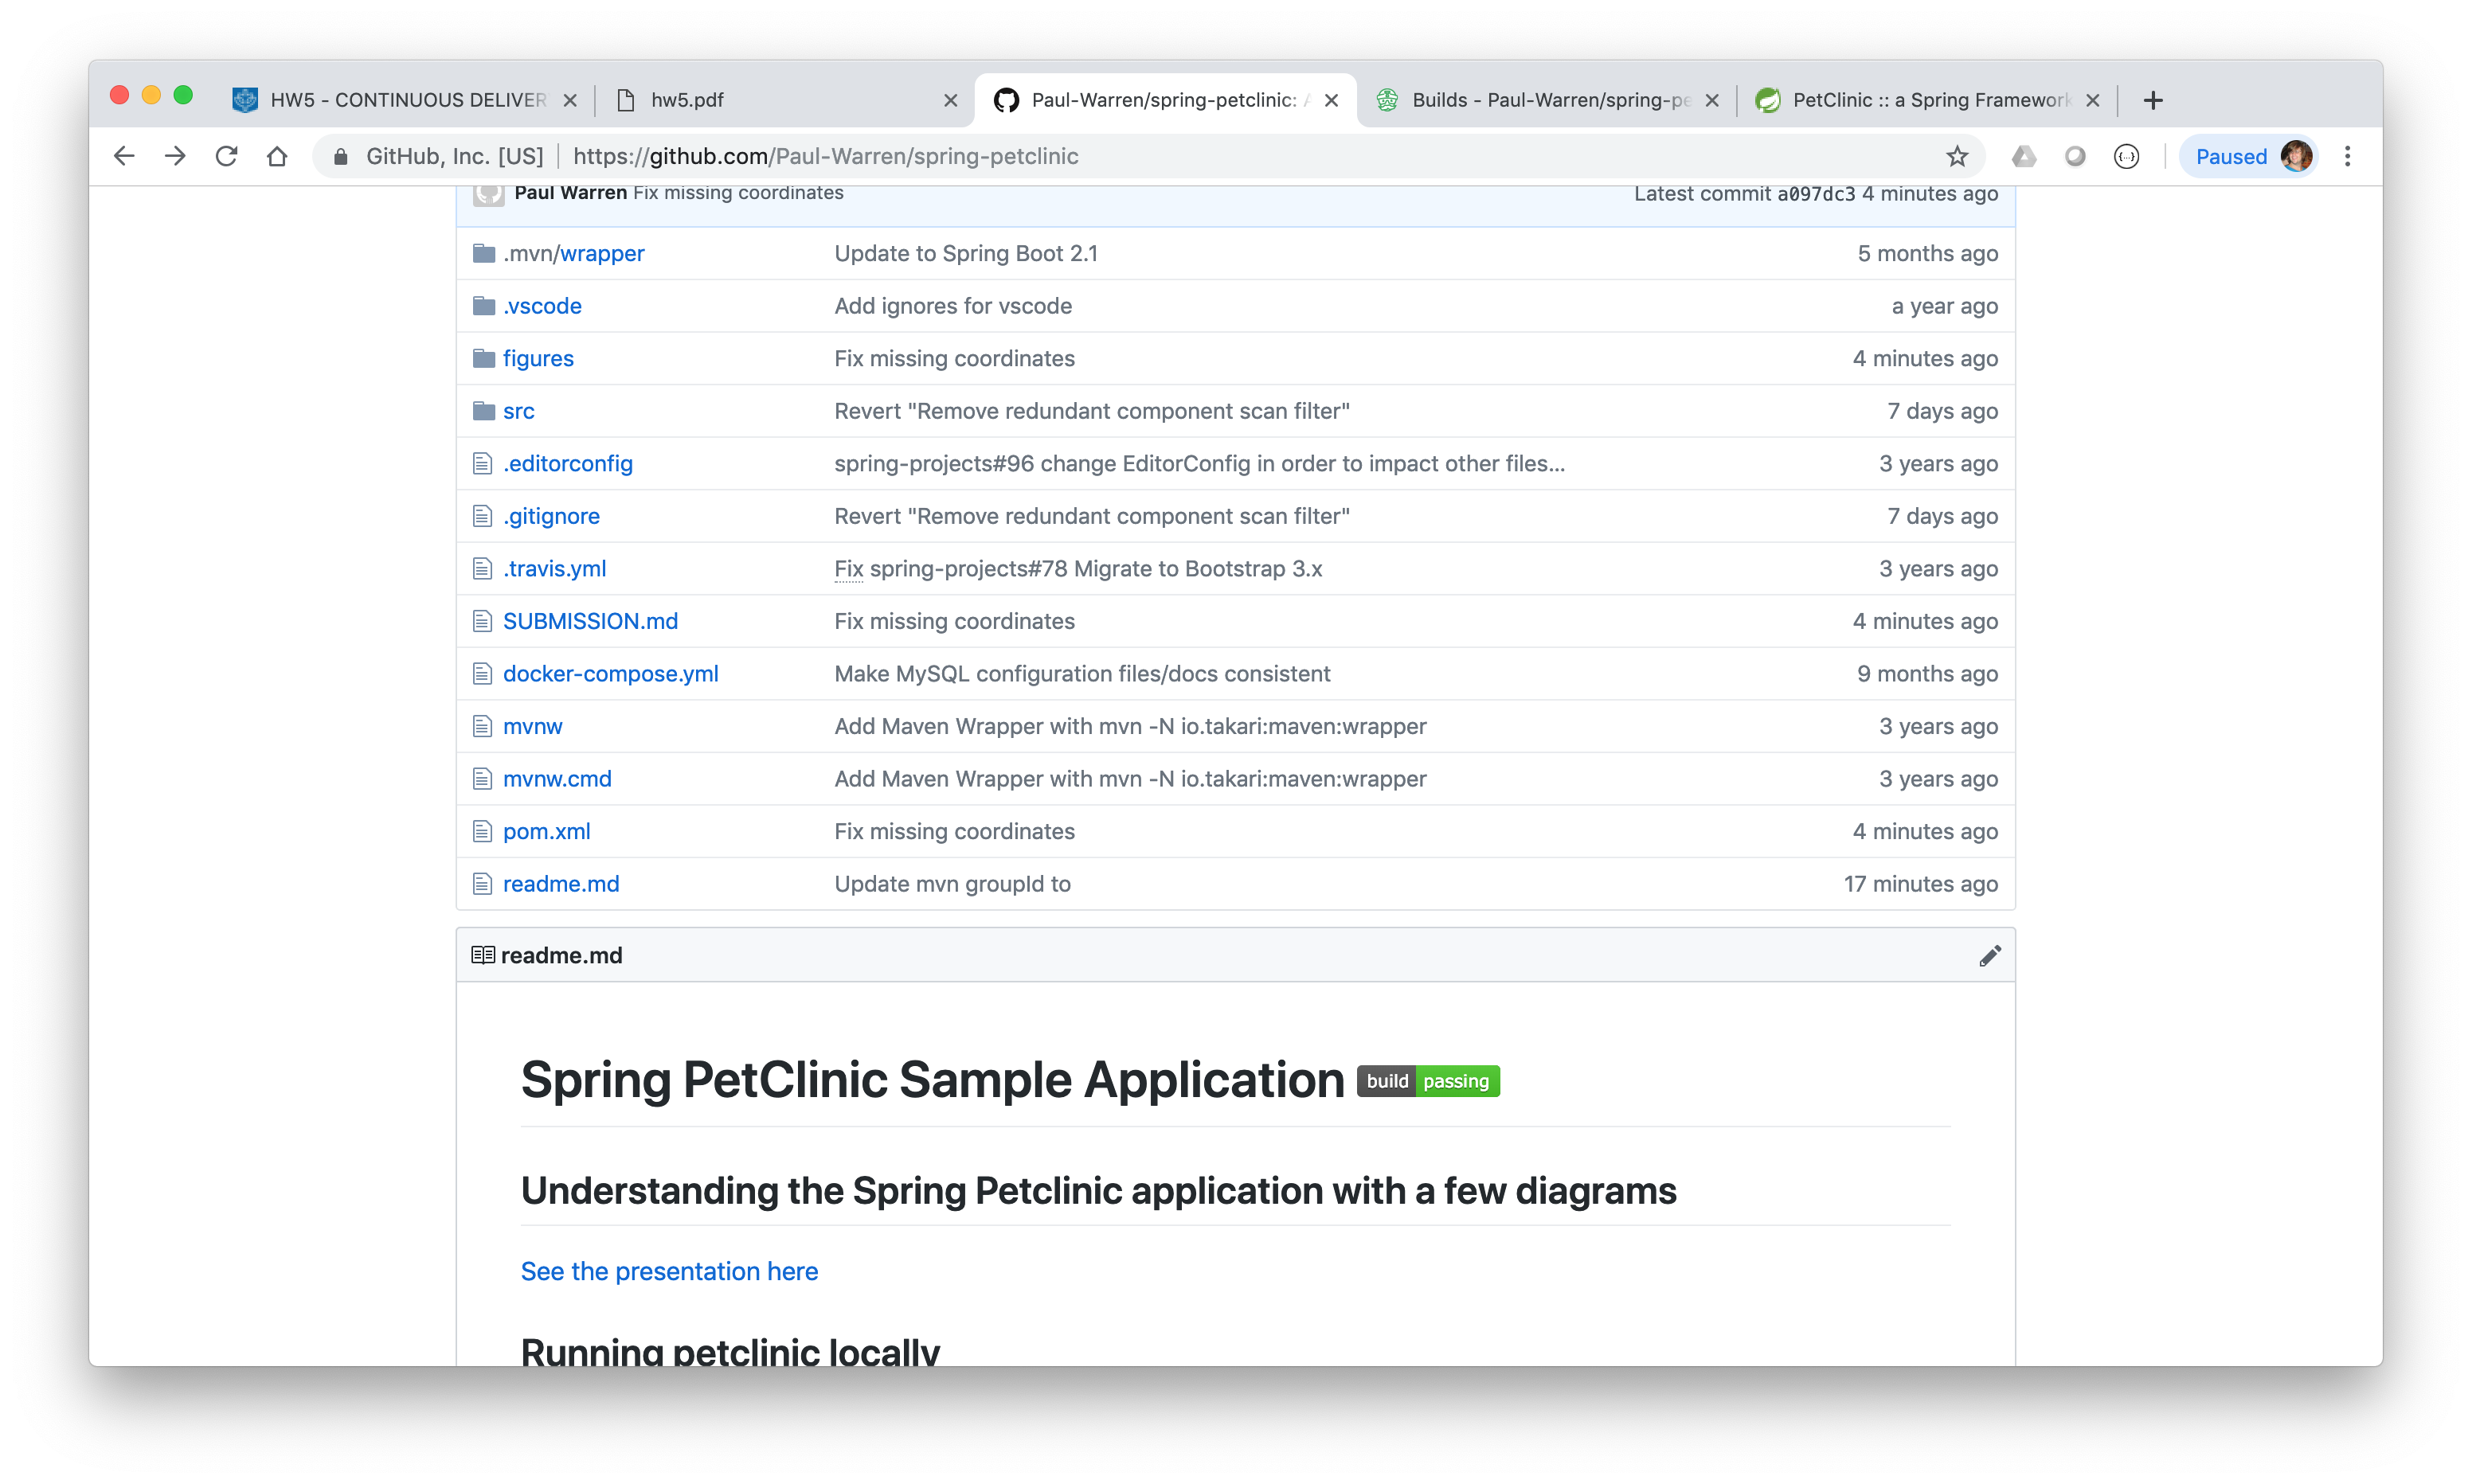 HW5 - CONTINUOUS DELIVER
hw5.pdf
Paul-Warren/spring-petclinic: A
Builds - Paul-Warren/spring-pe
PetClinic :: a Spring Framework
GitHub, Inc. [US] https://github.com/Paul-Warren/spring-petclinic Paused
Paul Warren Fix missing coordinates Latest commit a097dc3 4 minutes ago
.mvn/wrapper Update to Spring Boot 2.1 5 months ago
.vscode Add ignores for vscode a year ago
figures Fix missing coordinates 4 minutes ago
src Revert "Remove redundant component scan filter" 7 days ago
.editorconfig spring-projects#96 change EditorConfig in order to impact other files... 3 years ago
.gitignore Revert "Remove redundant component scan filter" 7 days ago
.travis.yml Fix spring-projects#78 Migrate to Bootstrap 3.x 3 years ago
SUBMISSION.md Fix missing coordinates 4 minutes ago
docker-compose.yml Make MySQL configuration files/docs consistent 9 months ago
mvnw Add Maven Wrapper with mvn -N io.takari:maven:wrapper 3 years ago
mvnw.cmd Add Maven Wrapper with mvn -N io.takari:maven:wrapper 3 years ago
pom.xml Fix missing coordinates 4 minutes ago
readme.md Update mvn groupId to 17 minutes ago
readme.md
Spring PetClinic Sample Application build passing
Understanding the Spring Petclinic application with a few diagrams
See the presentation here
Running petclinic locally